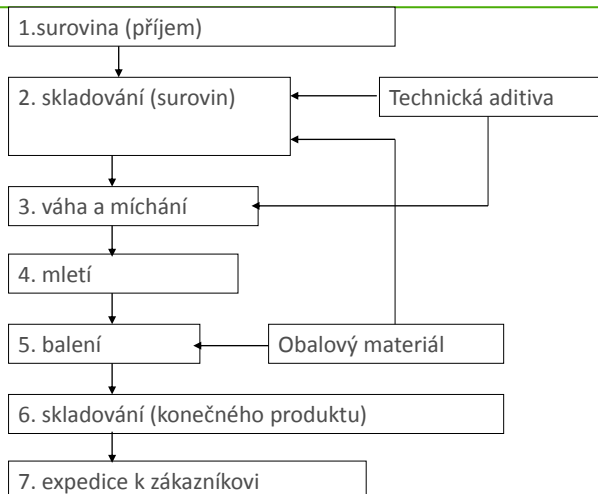 1.surovina (příjem)
2. skladování (surovin)
Technická aditiva
3. váha a míchání
4. mletí
5. balení
Obalový materiál
6. skladování (konečného produktu)
7. expedice k zákazníkovi